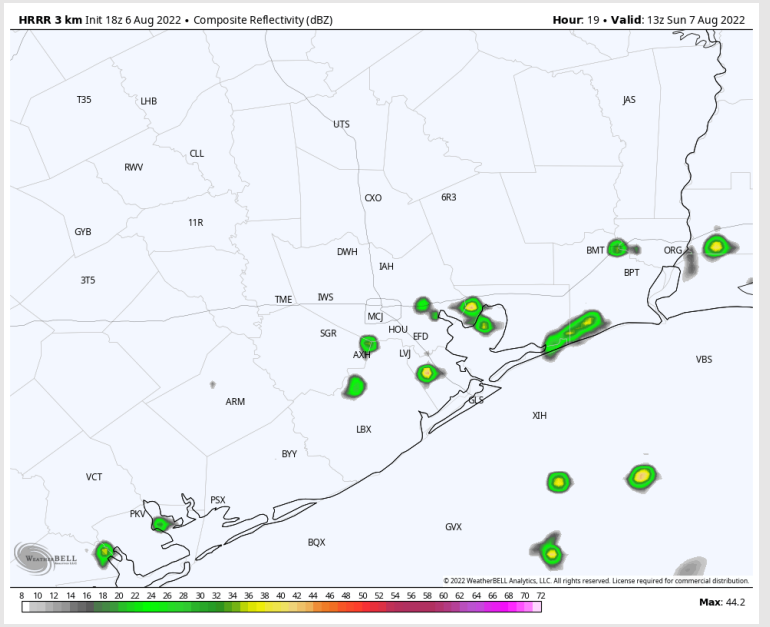 HRRR 3 km Init 18z 6 Aug 2022 • Composite Reflectivity (dBZ)
Hour: 19 • Valid: 13z Sun 7 Aug 2022
T35
LHB
JAS
UTS
CLL
RWV
CXO
6R3
11R
GYB
DWH
BMT
ORG
IAH
BPT
3T5
TME
IWS
MCJ
HOU
SGR
EFD
AXH
LVJ
VBS
ARM
GLS
XIH
LBX
BYY
VCT
PSX
PKV
GVX
BQX
WEATHERBELL
© 2022 WeatherBELL Analytics, LLC. All rights reserved. License required for commercial distribution.
8 10 12 14 16 18 20 22 24 26 28 30 32 34 36 38 40 42 44 46 48 50 52 54 56 58 60 62 64 66 68 70 72
Max: 44.2